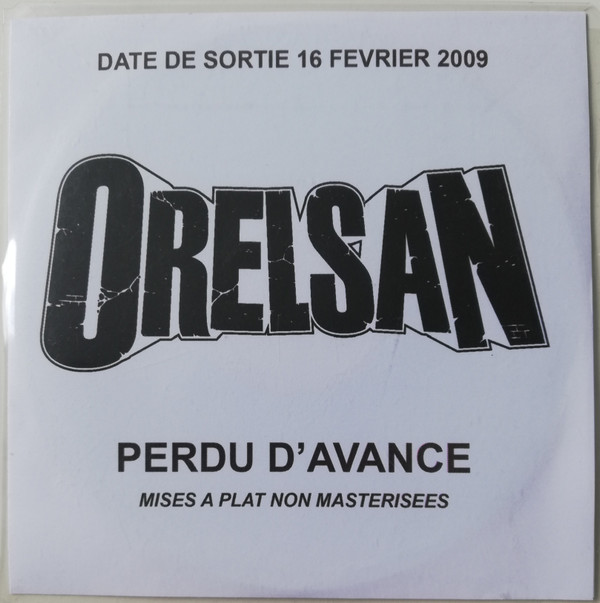 DATE DE SORTIE 16 FEVRIER 2009
ORELSAN
PERDU D'AVANCE
MISES A PLAT NON MASTERISEES